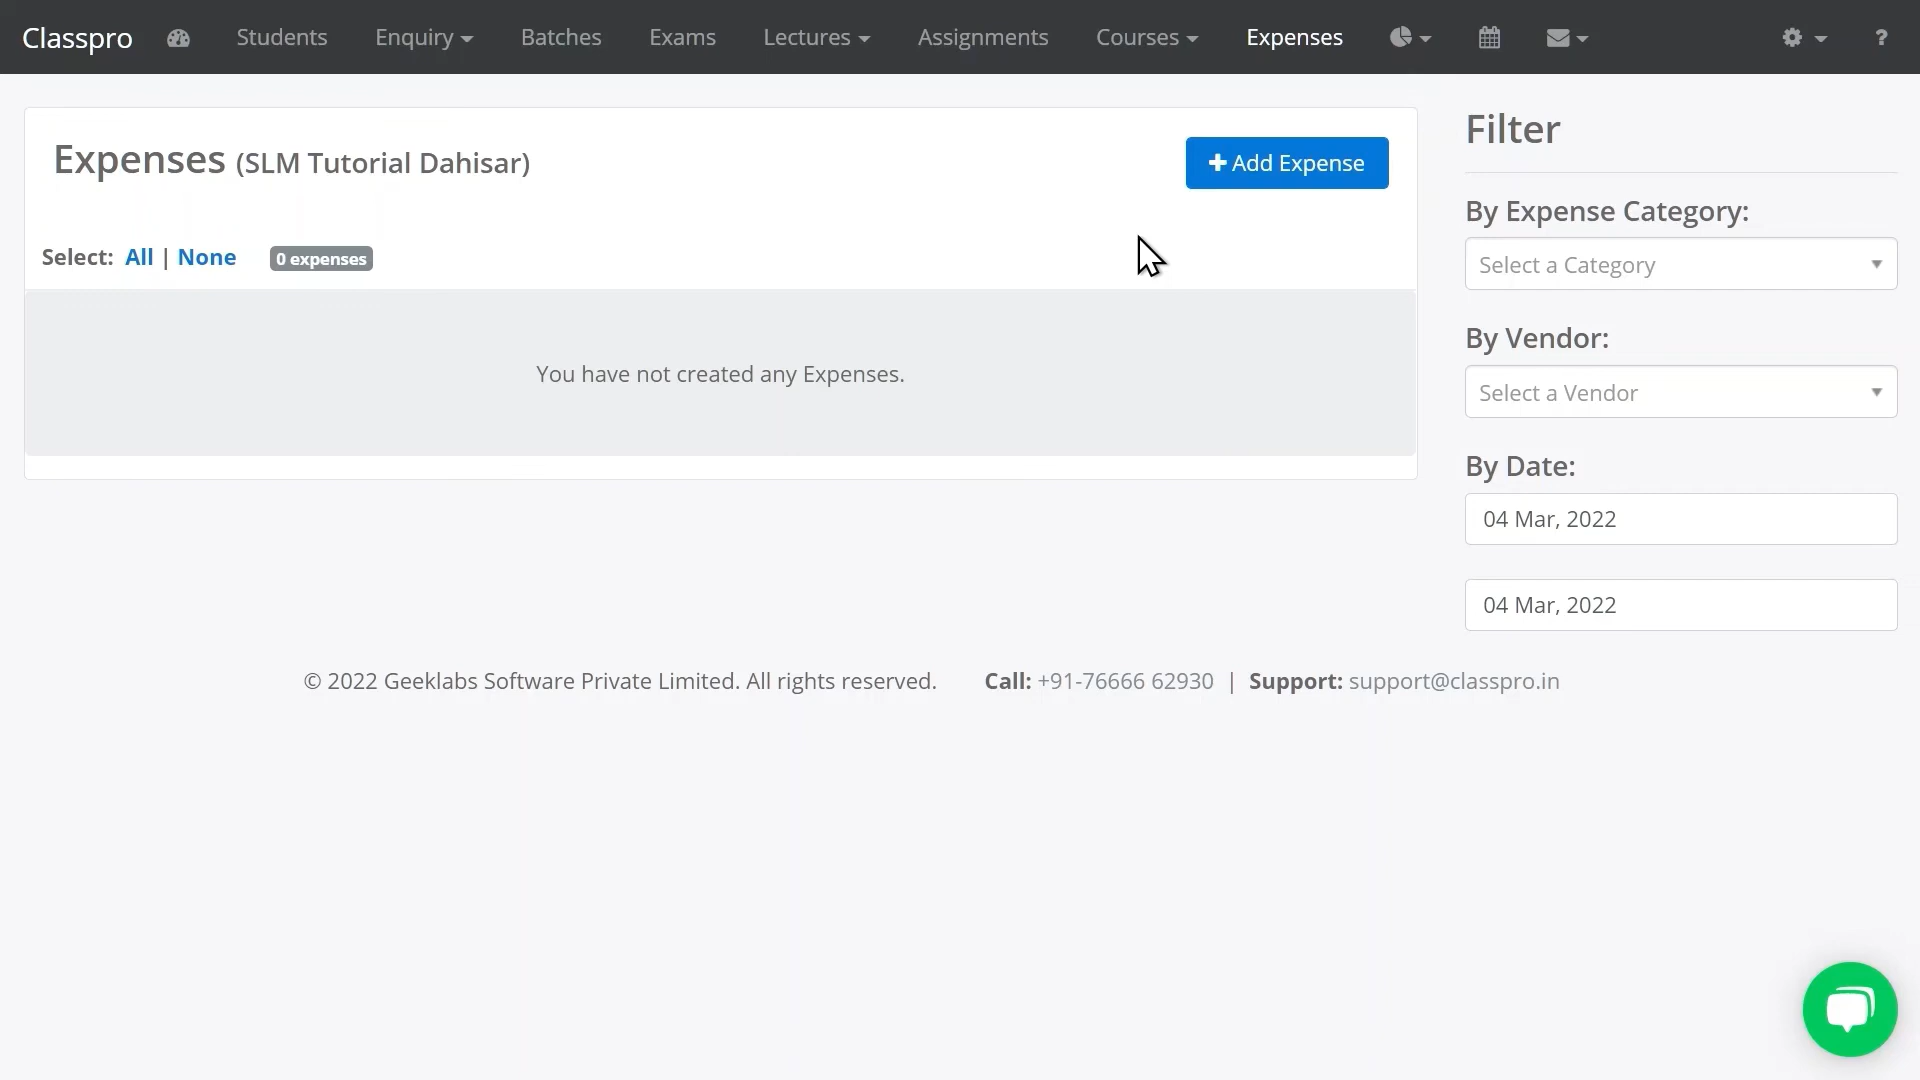 Classpro Students Enquiry Batches Exams Lectures Assignments Courses Expenses ?
Expenses (SLM Tutorial Dahisar)
+ Add Expense
Select: All | None 0 expenses
You have not created any Expenses.
Filter
By Expense Category:
Select a Category
By Vendor:
Select a Vendor
By Date:
04 Mar, 2022
04 Mar, 2022
© 2022 Geeklabs Software Private Limited. All rights reserved. Call: +91-76666 62930 | Support: support@classpro.in